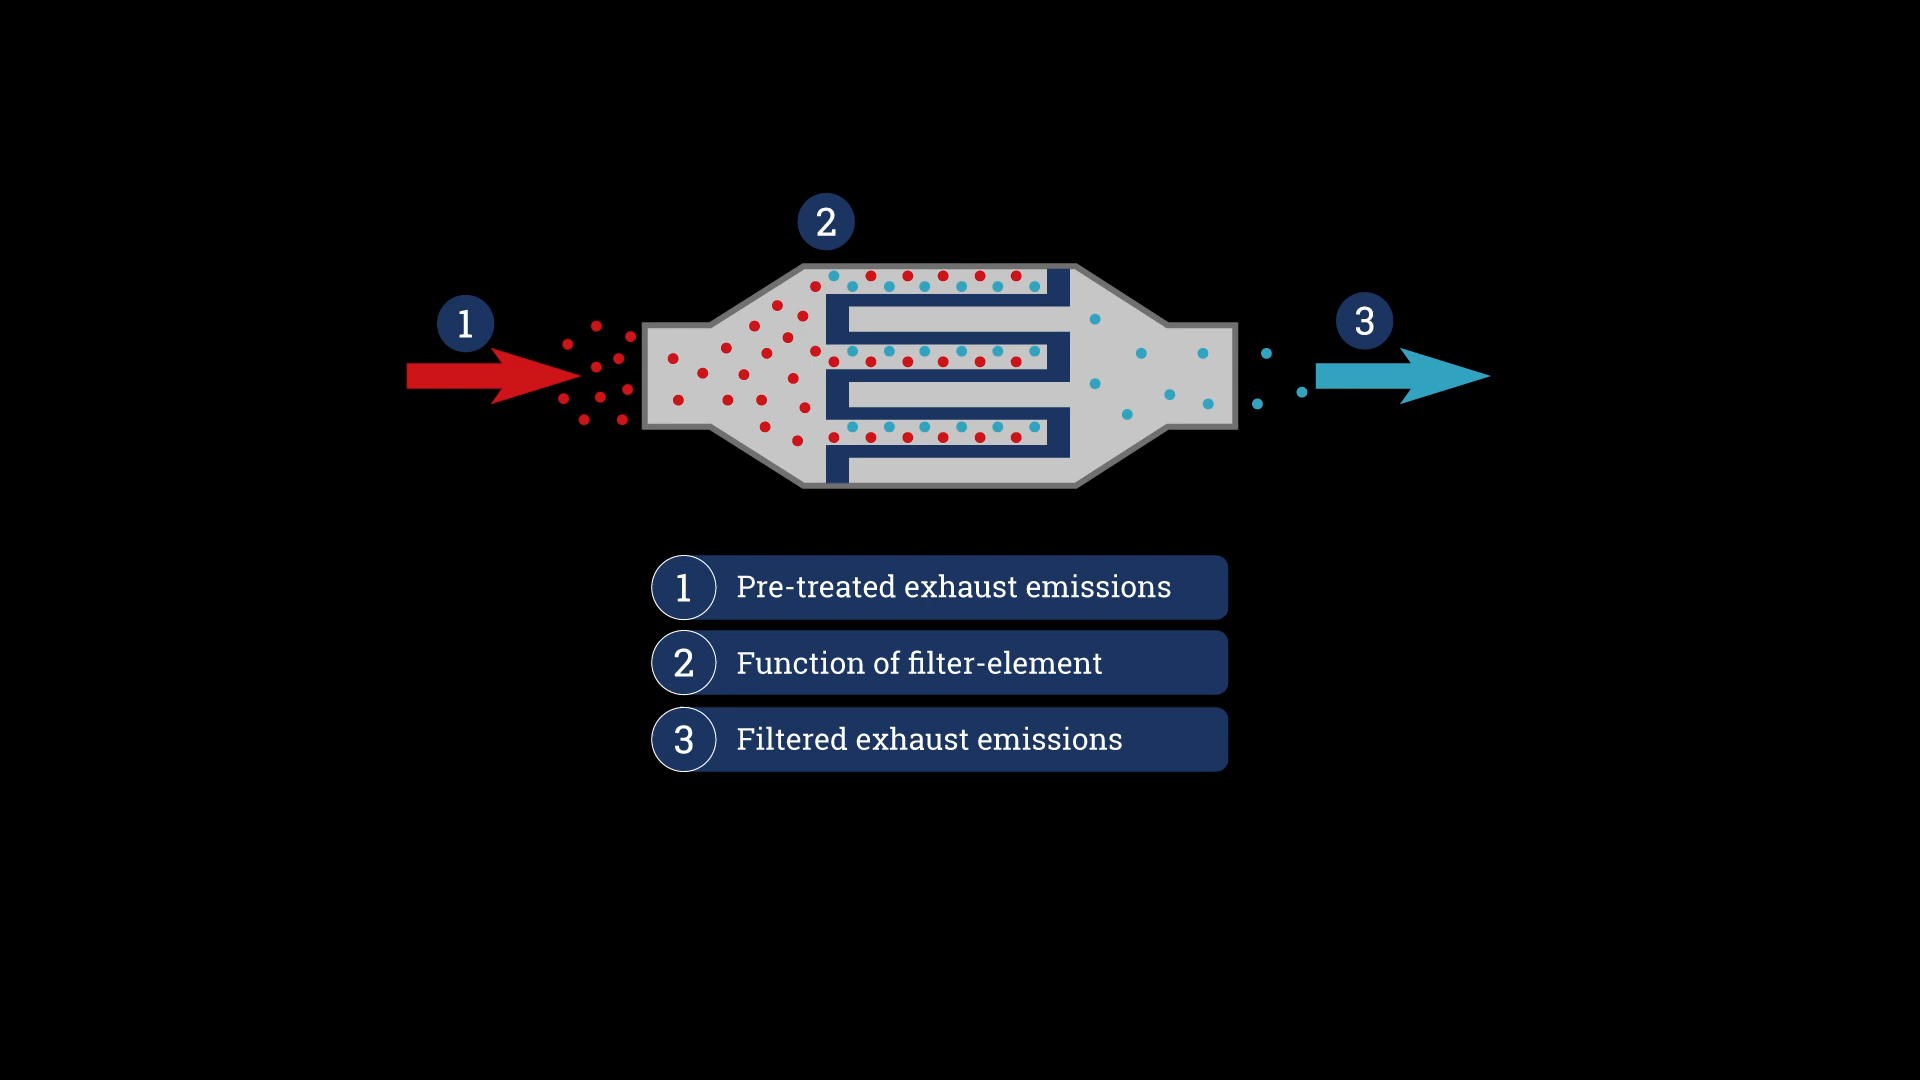 2
1
3
1 Pre-treated exhaust emissions
2 Function of filter-element
3 Filtered exhaust emissions